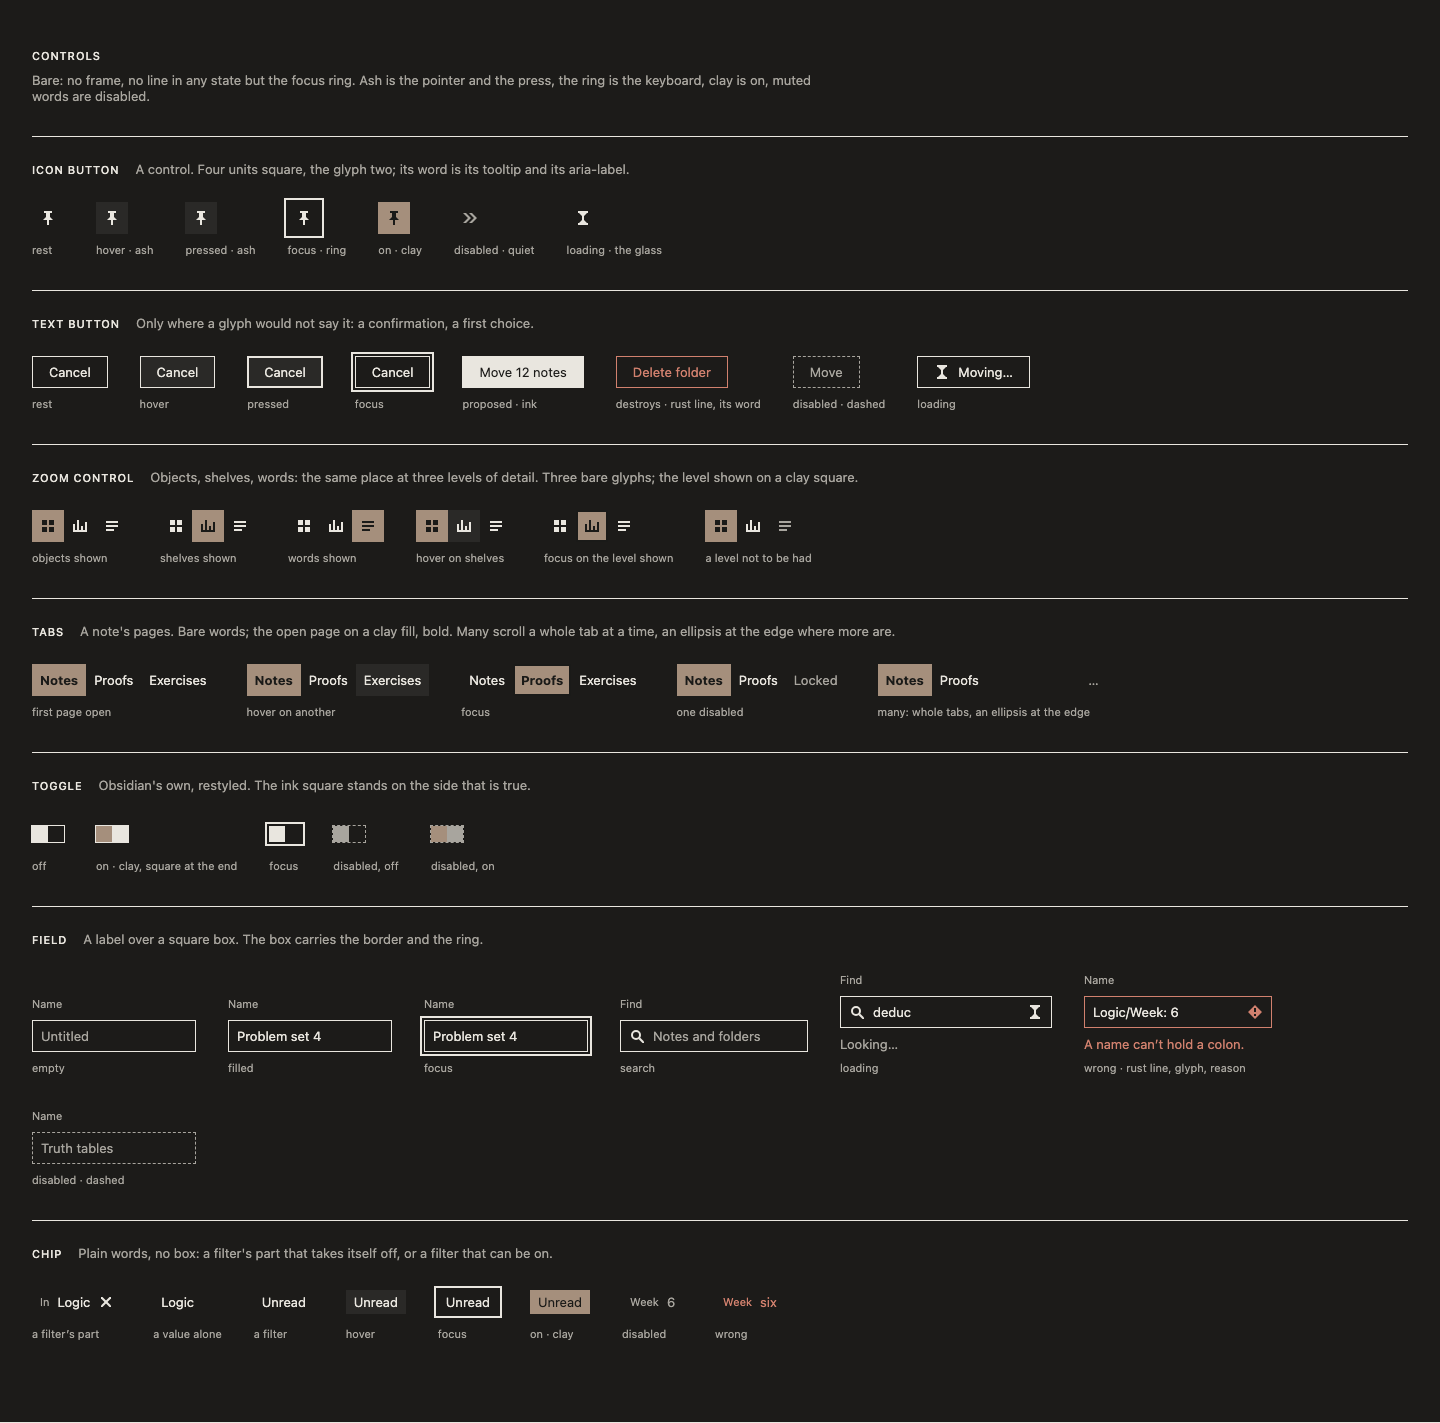 CONTROLS
Bare: no frame, no line in any state but the focus ring. Ash is the pointer and the press, the ring is the keyboard, clay is on, muted
words are disabled.
ICON BUTTON A control. Four units square, the glyph two; its word is its tooltip and its aria-label.
rest hover · ash pressed · ash focus · ring on · clay disabled · quiet loading · the glass
TEXT BUTTON Only where a glyph would not say it: a confirmation, a first choice.
Cancel Cancel Cancel Cancel Move 12 notes Delete folder Move Moving…
rest hover pressed focus proposed · ink destroys · rust line, its word disabled · dashed loading
ZOOM CONTROL Objects, shelves, words: the same place at three levels of detail. Three bare glyphs; the level shown on a clay square.
objects shown shelves shown words shown hover on shelves focus on the level shown a level not to be had
TABS A note's pages. Bare words; the open page on a clay fill, bold. Many scroll a whole tab at a time, an ellipsis at the edge where more are.
Notes Proofs Exercises Notes Proofs Exercises Notes Proofs Exercises Notes Proofs Locked Notes Proofs …
first page open hover on another focus one disabled many: whole tabs, an ellipsis at the edge
TOGGLE Obsidian's own, restyled. The ink square stands on the side that is true.
off on · clay, square at the end focus disabled, off disabled, on
FIELD A label over a square box. The box carries the border and the ring.
Name Name Name Find Find Name
Untitled Problem set 4 Problem set 4 Notes and folders deduc Logic/Week: 6
Looking… A name can’t hold a colon.
empty filled focus search loading wrong · rust line, glyph, reason
Name
Truth tables
disabled · dashed
CHIP Plain words, no box: a filter's part that takes itself off, or a filter that can be on.
In Logic Logic Unread Unread Unread Unread Week 6 Week six
a filter’s part a value alone a filter hover focus on · clay disabled wrong